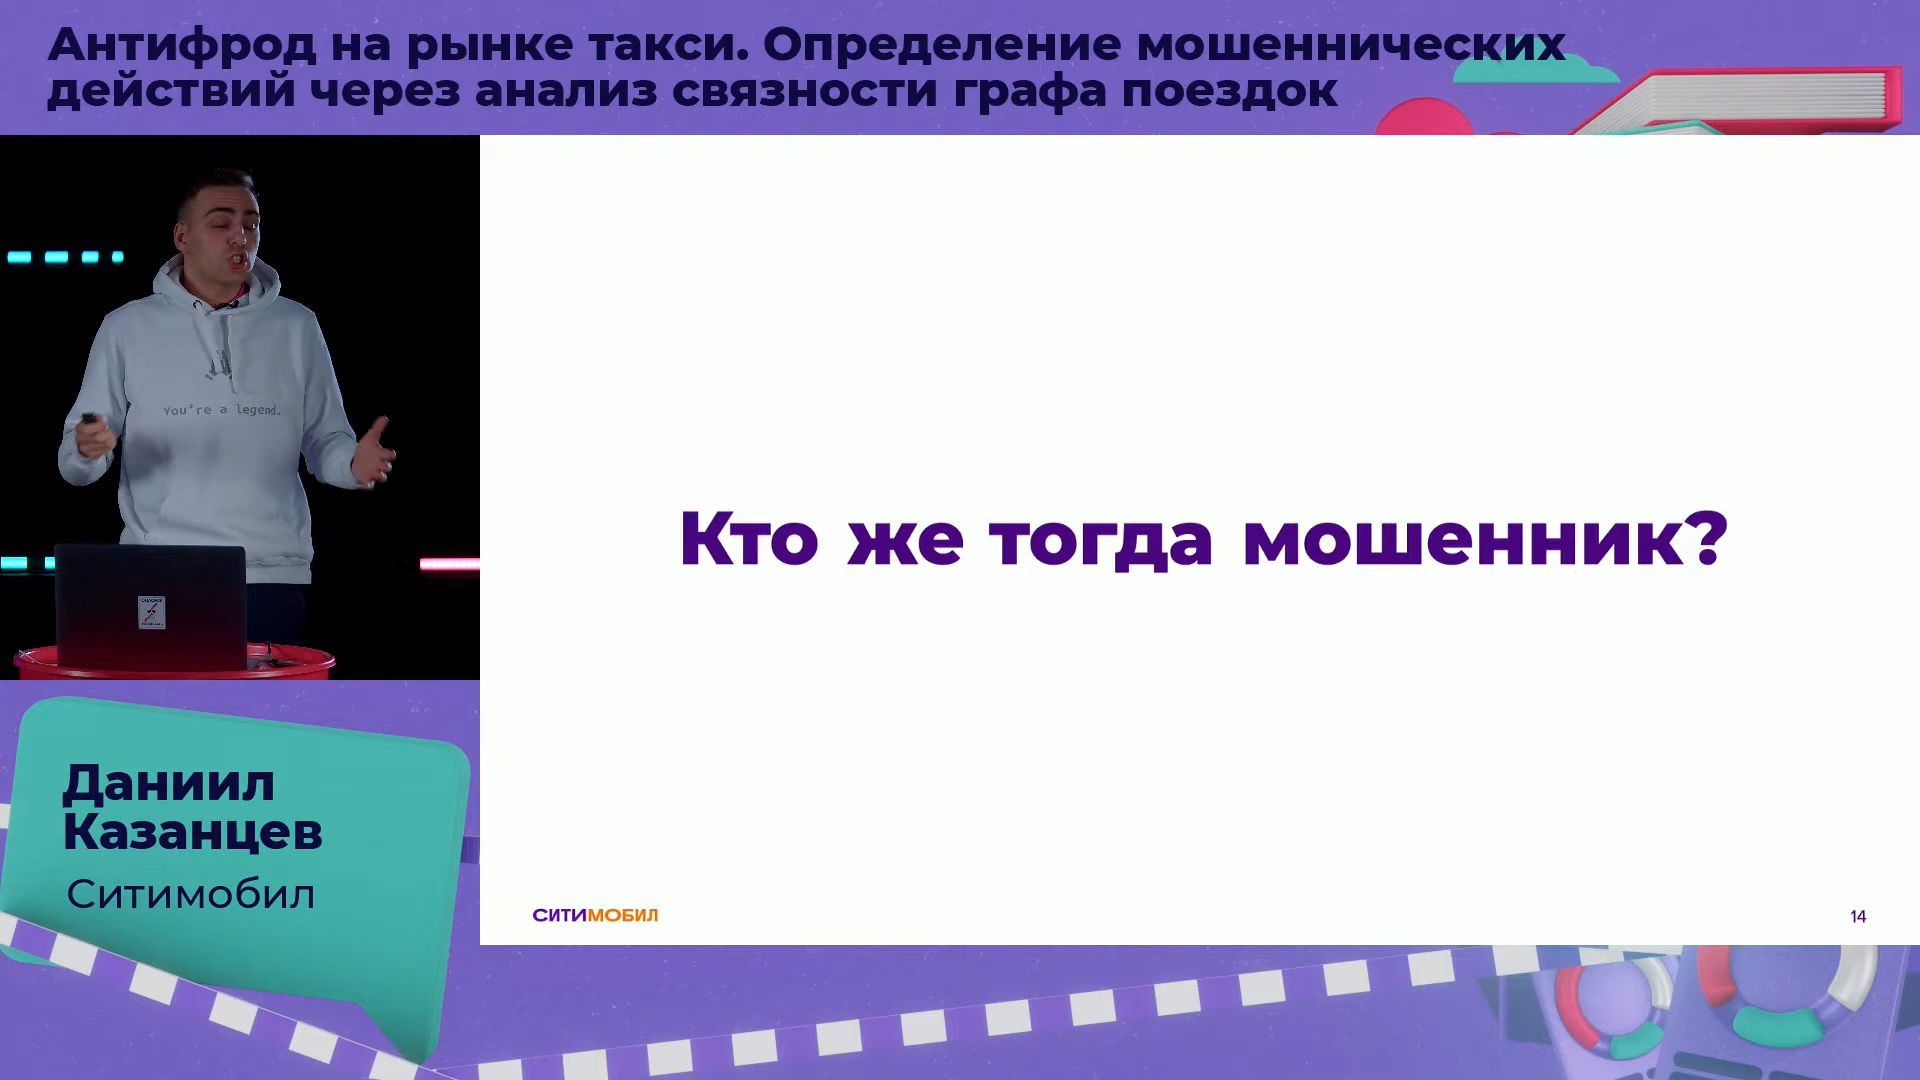 Антифрод на рынке такси. Определение мошеннических
действий через анализ связности графа поездок
You're a legend.
Кто же тогда мошенник?
Даниил
Казанцев
Ситимобил
СИТИМОБИЛ
14